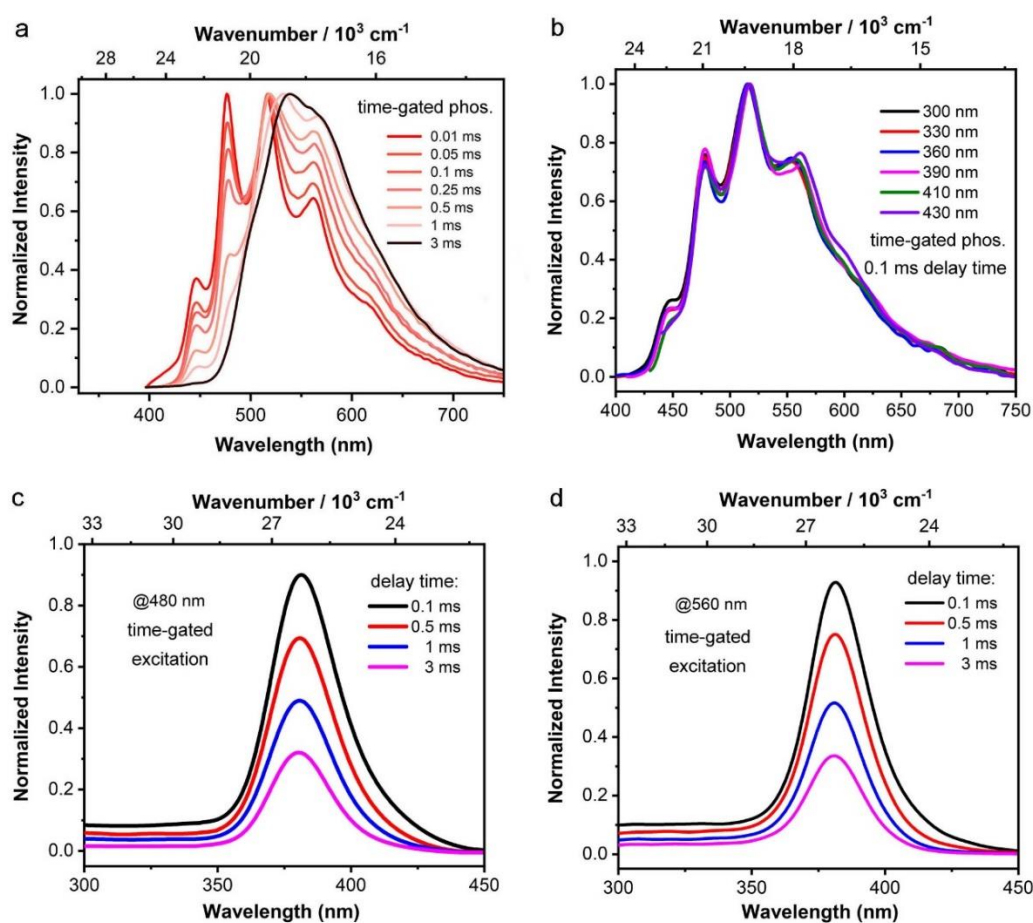 a
Wavenumber / 10³ cm⁻¹
28 24 20 16
1.0
0.8
0.6
0.4
0.2
0.0
Normalized Intensity
time-gated phos.
0.01 ms
0.05 ms
0.1 ms
0.25 ms
0.5 ms
1 ms
3 ms
400 500 600 700
Wavelength (nm)
b
Wavenumber / 10³ cm⁻¹
24 21 18 15
1.0
0.8
0.6
0.4
0.2
0.0
Normalized Intensity
300 nm
330 nm
360 nm
390 nm
410 nm
430 nm
time-gated phos.
0.1 ms delay time
400 450 500 550 600 650 700 750
Wavelength (nm)
c
Wavenumber / 10³ cm⁻¹
33 30 27 24
1.0
0.8
0.6
0.4
0.2
0.0
Normalized Intensity
@480 nm
time-gated
excitation
delay time:
0.1 ms
0.5 ms
1 ms
3 ms
300 350 400 450
Wavelength (nm)
d
Wavenumber / 10³ cm⁻¹
33 30 27 24
1.0
0.8
0.6
0.4
0.2
0.0
Normalized Intensity
@560 nm
time-gated
excitation
delay time:
0.1 ms
0.5 ms
1 ms
3 ms
300 350 400 450
Wavelength (nm)